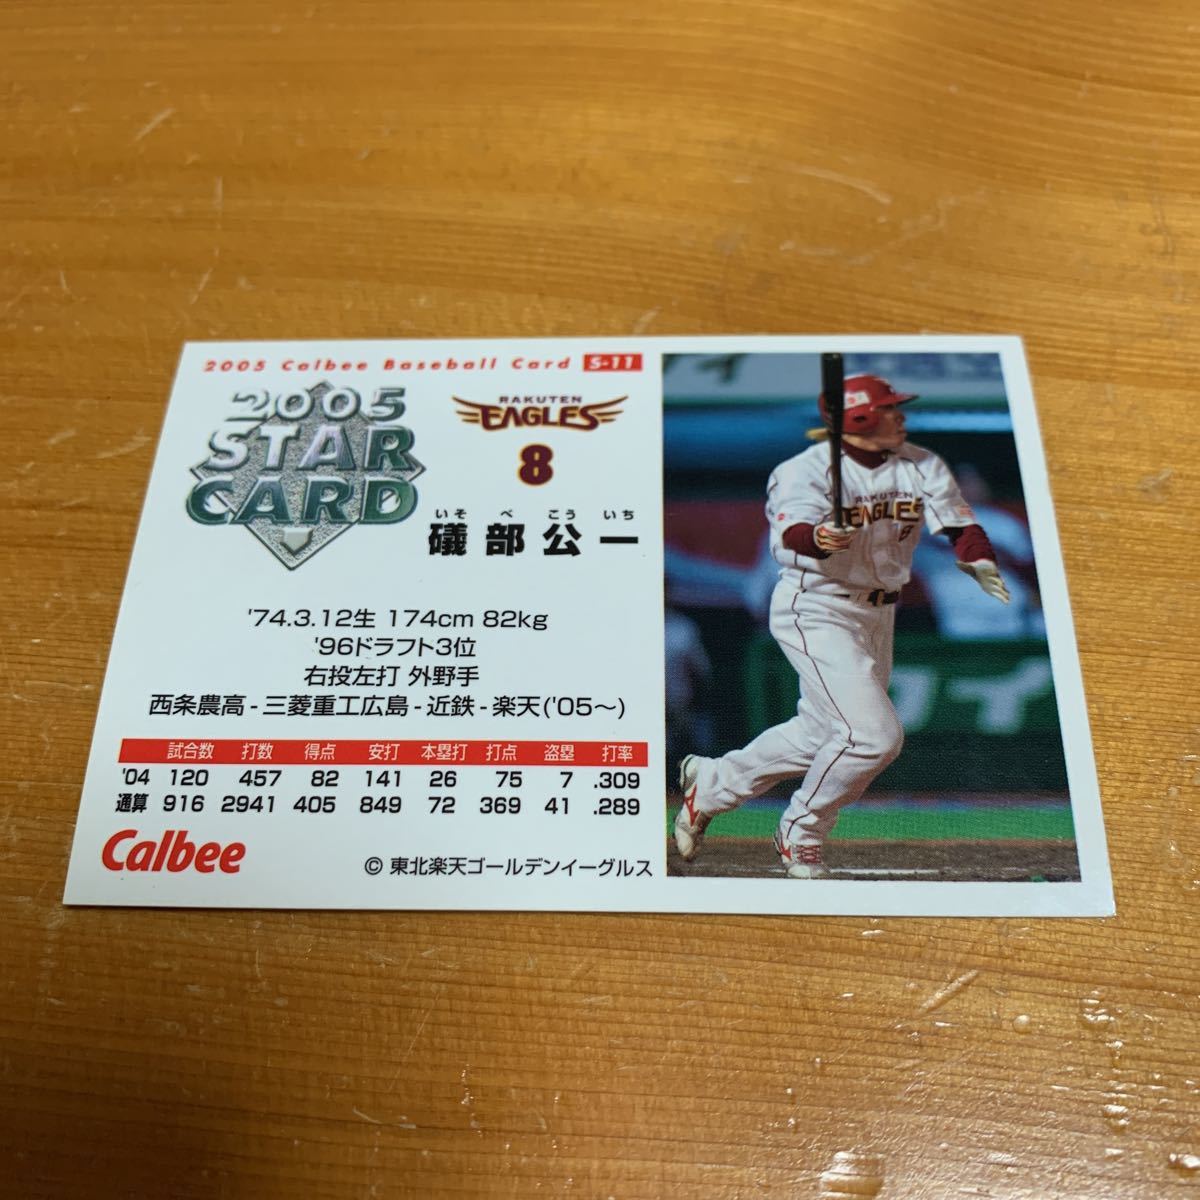 2005 Calbee Baseball Card S-11
2005
STAR
CARD
RAKUTEN
EAGLES
8
いそ べ こう いち
礒部公一
'74.3.12生 174cm 82kg
'96ドラフト3位
右投左打 外野手
西条農高-三菱重工広島-近鉄-楽天('05〜)
試合数 打数 得点 安打 本塁打 打点 盗塁 打率
'04 120 457 82 141 26 75 7 .309
通算 916 2941 405 849 72 369 41 .289
Calbee
© 東北楽天ゴールデンイーグルス
RAKUTEN
EAGLES
8